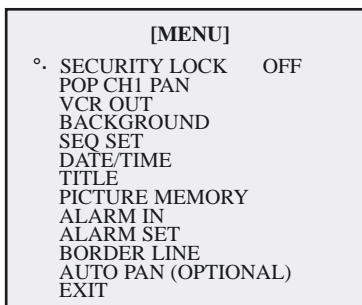 [MENU]
°· SECURITY LOCK OFF
POP CH1 PAN
VCR OUT
BACKGROUND
SEQ SET
DATE/TIME
TITLE
PICTURE MEMORY
ALARM IN
ALARM SET
BORDER LINE
AUTO PAN (OPTIONAL)
EXIT